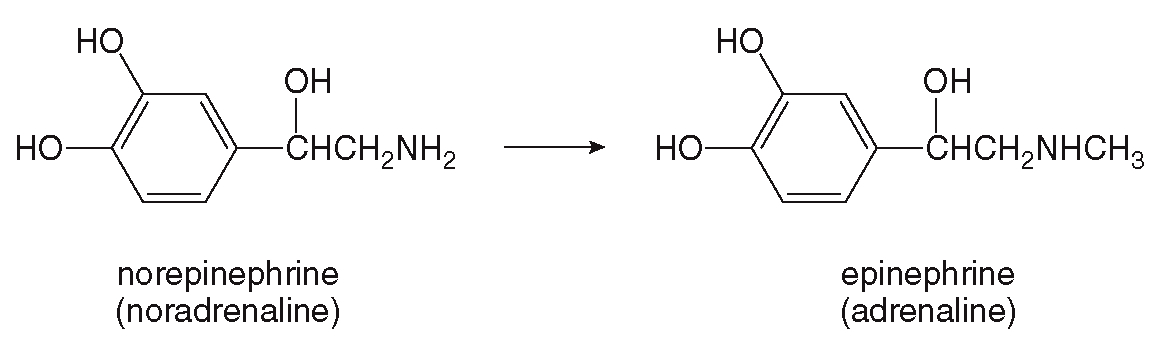 HO
HO
OH
OH
HO
CHCH₂NH₂
HO
CHCH₂NHCH₃
norepinephrine
(noradrenaline)
epinephrine
(adrenaline)